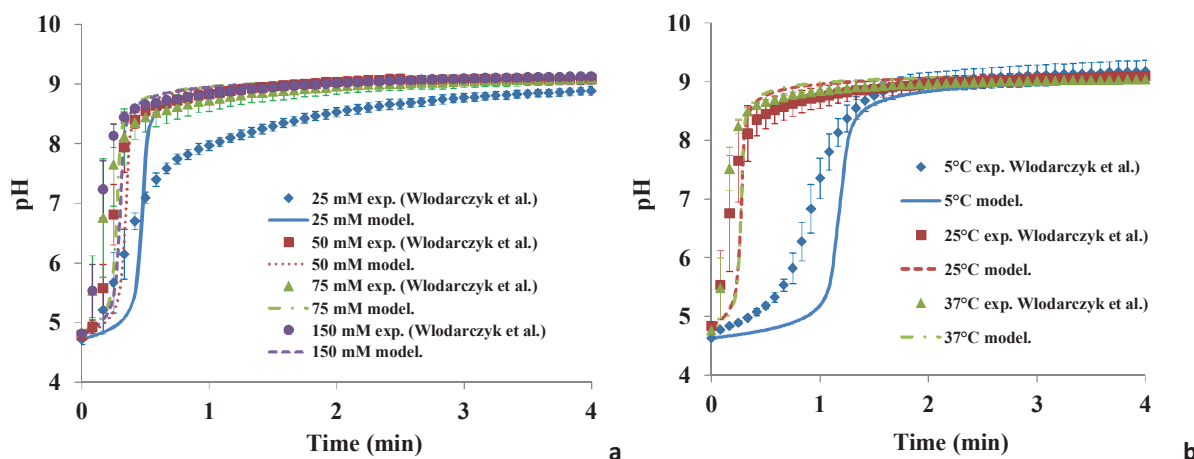 10
9
8
7
6
5
4
pH
0
1
2
3
4
Time (min)
25 mM exp. (Wlodarczyk et al.)
25 mM model.
50 mM exp. (Wlodarczyk et al.)
50 mM model.
75 mM exp. (Wlodarczyk et al.)
75 mM model.
150 mM exp. (Wlodarczyk et al.)
150 mM model.
a
10
9
8
7
6
5
4
pH
0
1
2
3
4
Time (min)
5°C exp. Wlodarczyk et al.)
5°C model.
25°C exp. Wlodarczyk et al.)
25°C model.
37°C exp. Wlodarczyk et al.)
37°C model.
b